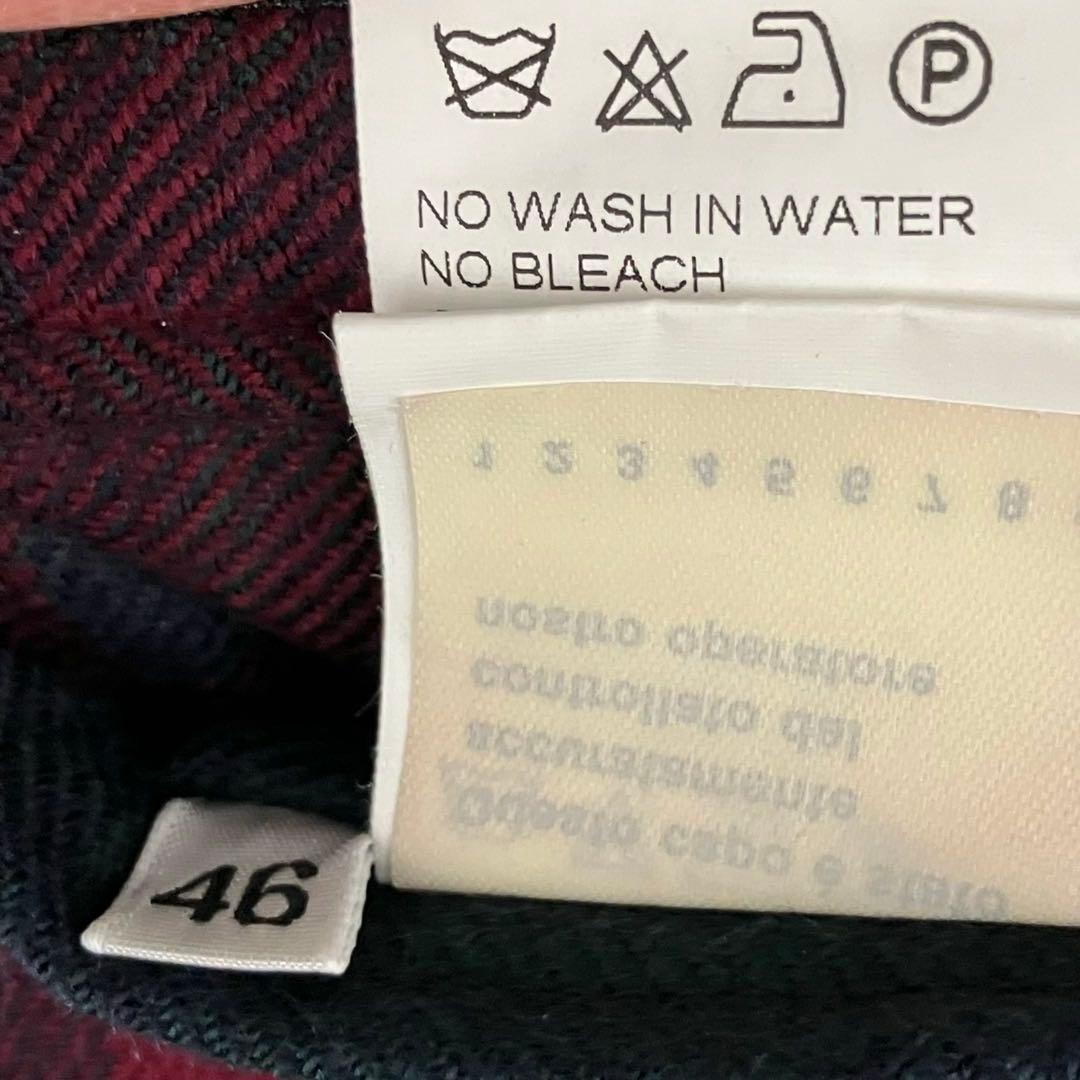 P
NO WASH IN WATER
NO BLEACH
1 2 3 4 5 6 7 8
nostro operatore
controllato dal
accuratamente
Questo capo è stato
46